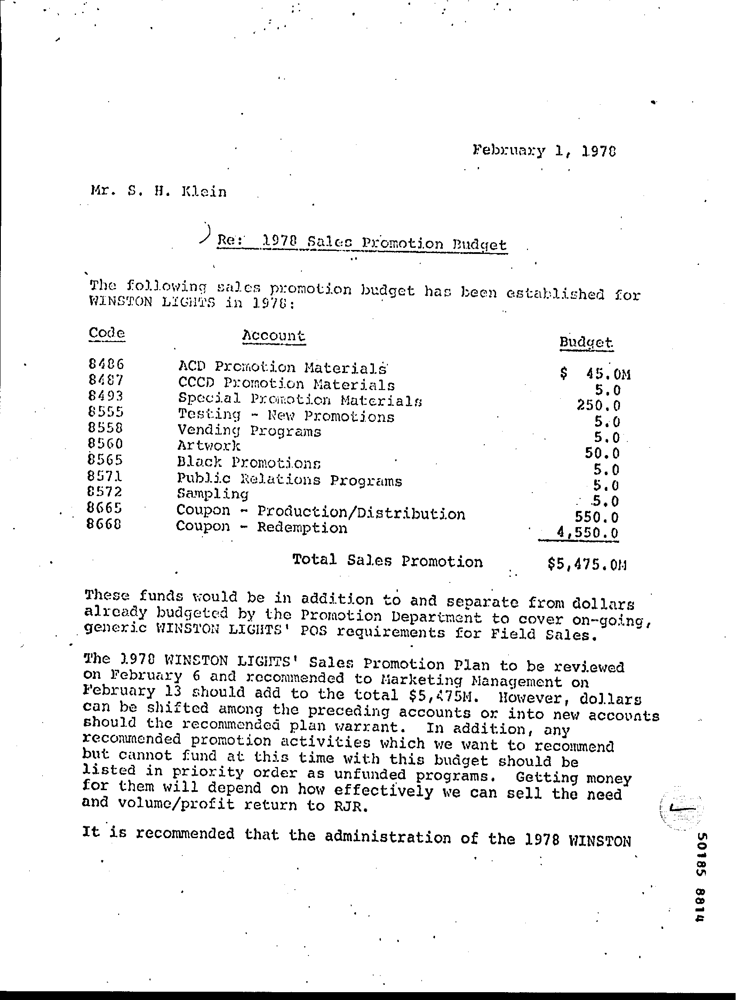 February 1, 1978
Mr. S. H. Klein
Re: 1978 Sales Promotion Budget
The following sales promotion budget has been established for
WINSTON LIGHTS in 1978:
Code Account Budget
8486 ACD Promotion Materials $ 45.0M
8487 CCCD Promotion Materials 5.0
8493 Special Promotion Materials 250.0
8555 Testing - New Promotions 5.0
8558 Vending Programs 5.0
8560 Artwork 50.0
8565 Black Promotions 5.0
8571 Public Relations Programs 5.0
8572 Sampling 5.0
8665 Coupon - Production/Distribution 550.0
8668 Coupon - Redemption 4,550.0
Total Sales Promotion $5,475.0M
These funds would be in addition to and separate from dollars
already budgeted by the Promotion Department to cover on-going,
generic WINSTON LIGHTS' POS requirements for Field Sales.
The 1978 WINSTON LIGHTS' Sales Promotion Plan to be reviewed
on February 6 and recommended to Marketing Management on
February 13 should add to the total $5,475M. However, dollars
can be shifted among the preceding accounts or into new accounts
should the recommended plan warrant. In addition, any
recommended promotion activities which we want to recommend
but cannot fund at this time with this budget should be
listed in priority order as unfunded programs. Getting money
for them will depend on how effectively we can sell the need
and volume/profit return to RJR.
It is recommended that the administration of the 1978 WINSTON
50185 8814